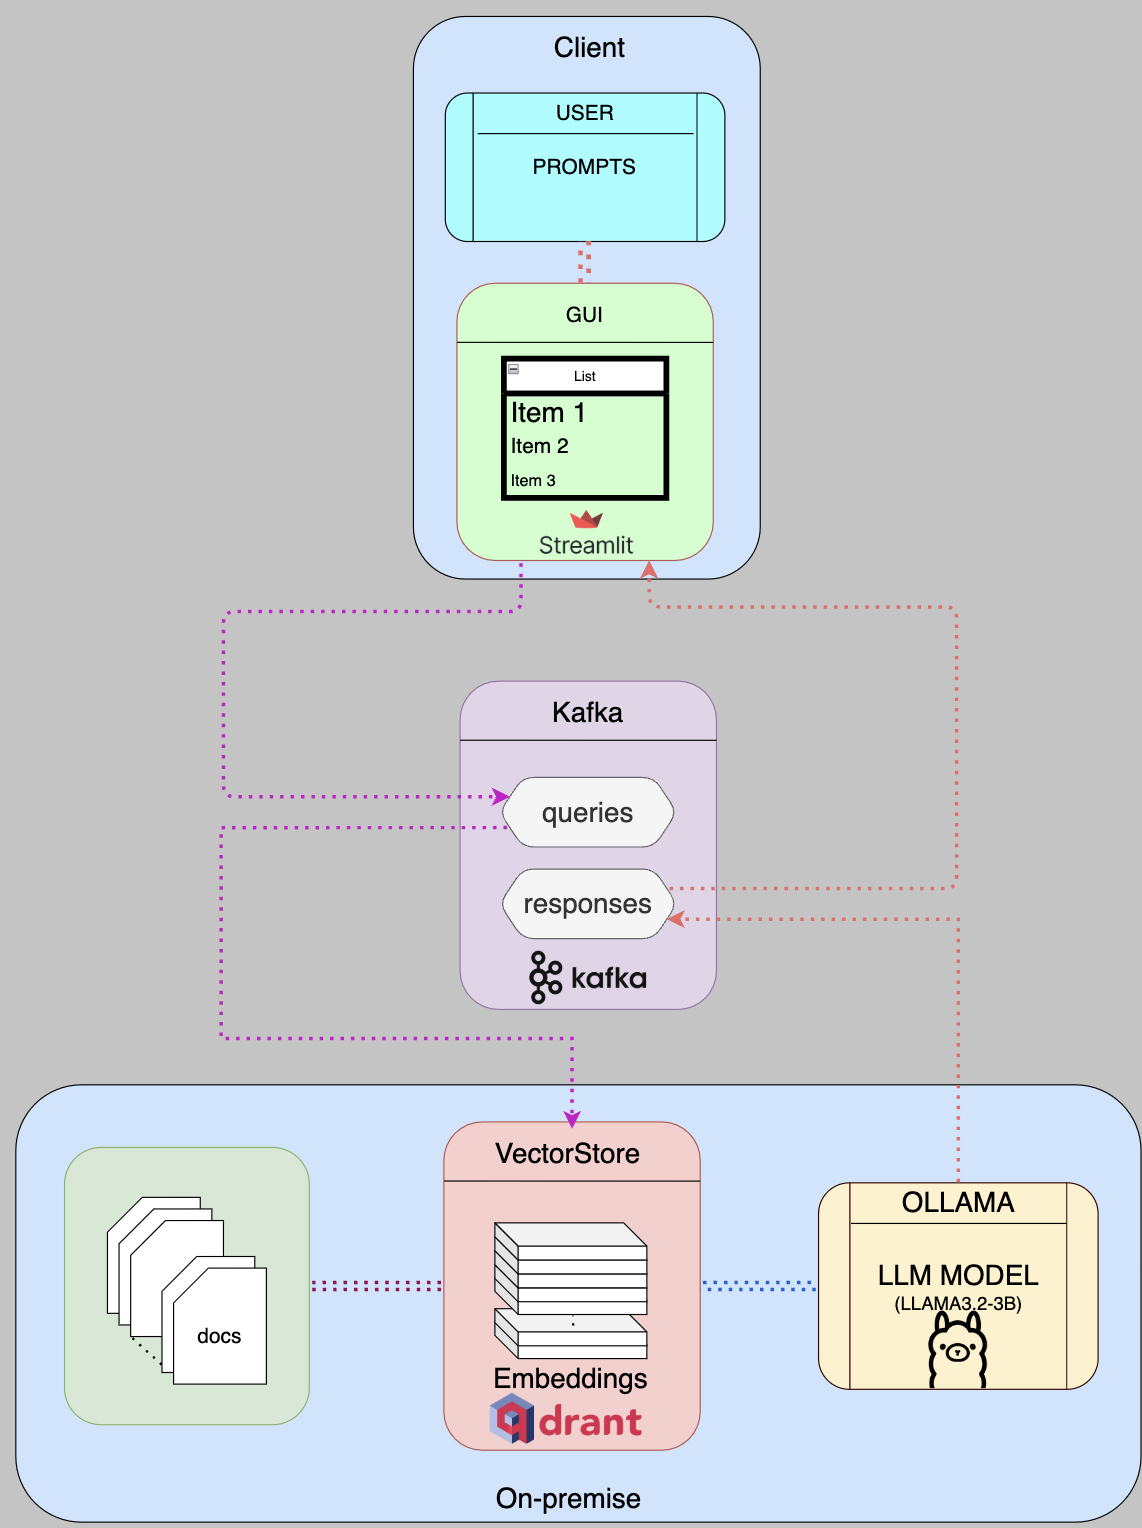 Client
USER
PROMPTS
GUI
List
Item 1
Item 2
Item 3
Streamlit
Kafka
queries
responses
kafka
VectorStore
OLLAMA
LLM MODEL
(LLAMA3.2-3B)
docs
Embeddings
qdrant
On-premise